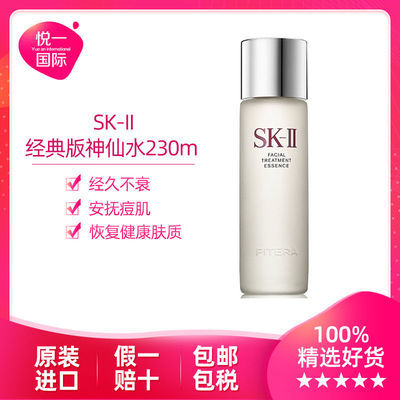 悦一
Yue an international
国际
SK-II
经典版神仙水230m
经久不衰
安抚痘肌
恢复健康肤质
SK-II
FACIAL
TREATMENT
ESSENCE
PITERA
原装
进口
假一
赔十
包邮
包税
100%
精选好货
★★★★★